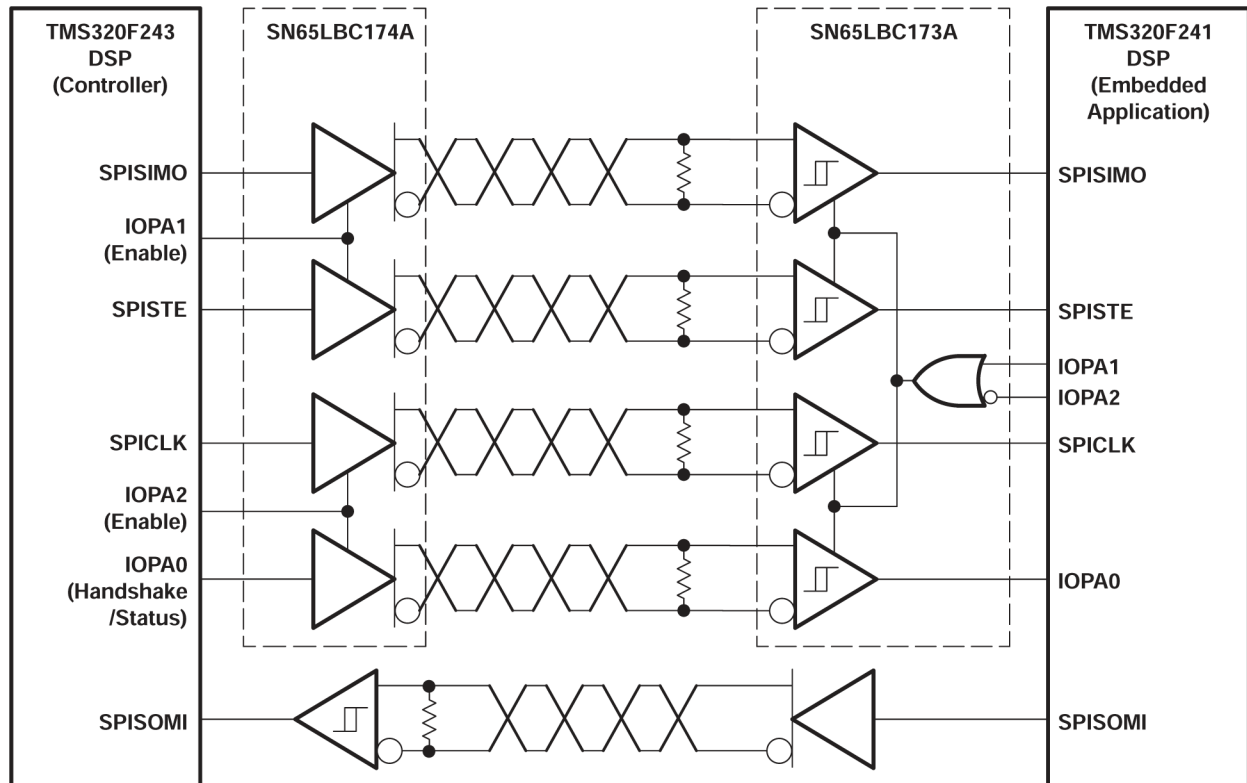 TMS320F243
DSP
(Controller)
SN65LBC174A
SN65LBC173A
TMS320F241
DSP
(Embedded
Application)
SPISIMO
SPISIMO
IOPA1
(Enable)
SPISTE
SPISTE
IOPA1
IOPA2
SPICLK
SPICLK
IOPA2
(Enable)
IOPA0
(Handshake
/Status)
IOPA0
SPISOMI
SPISOMI